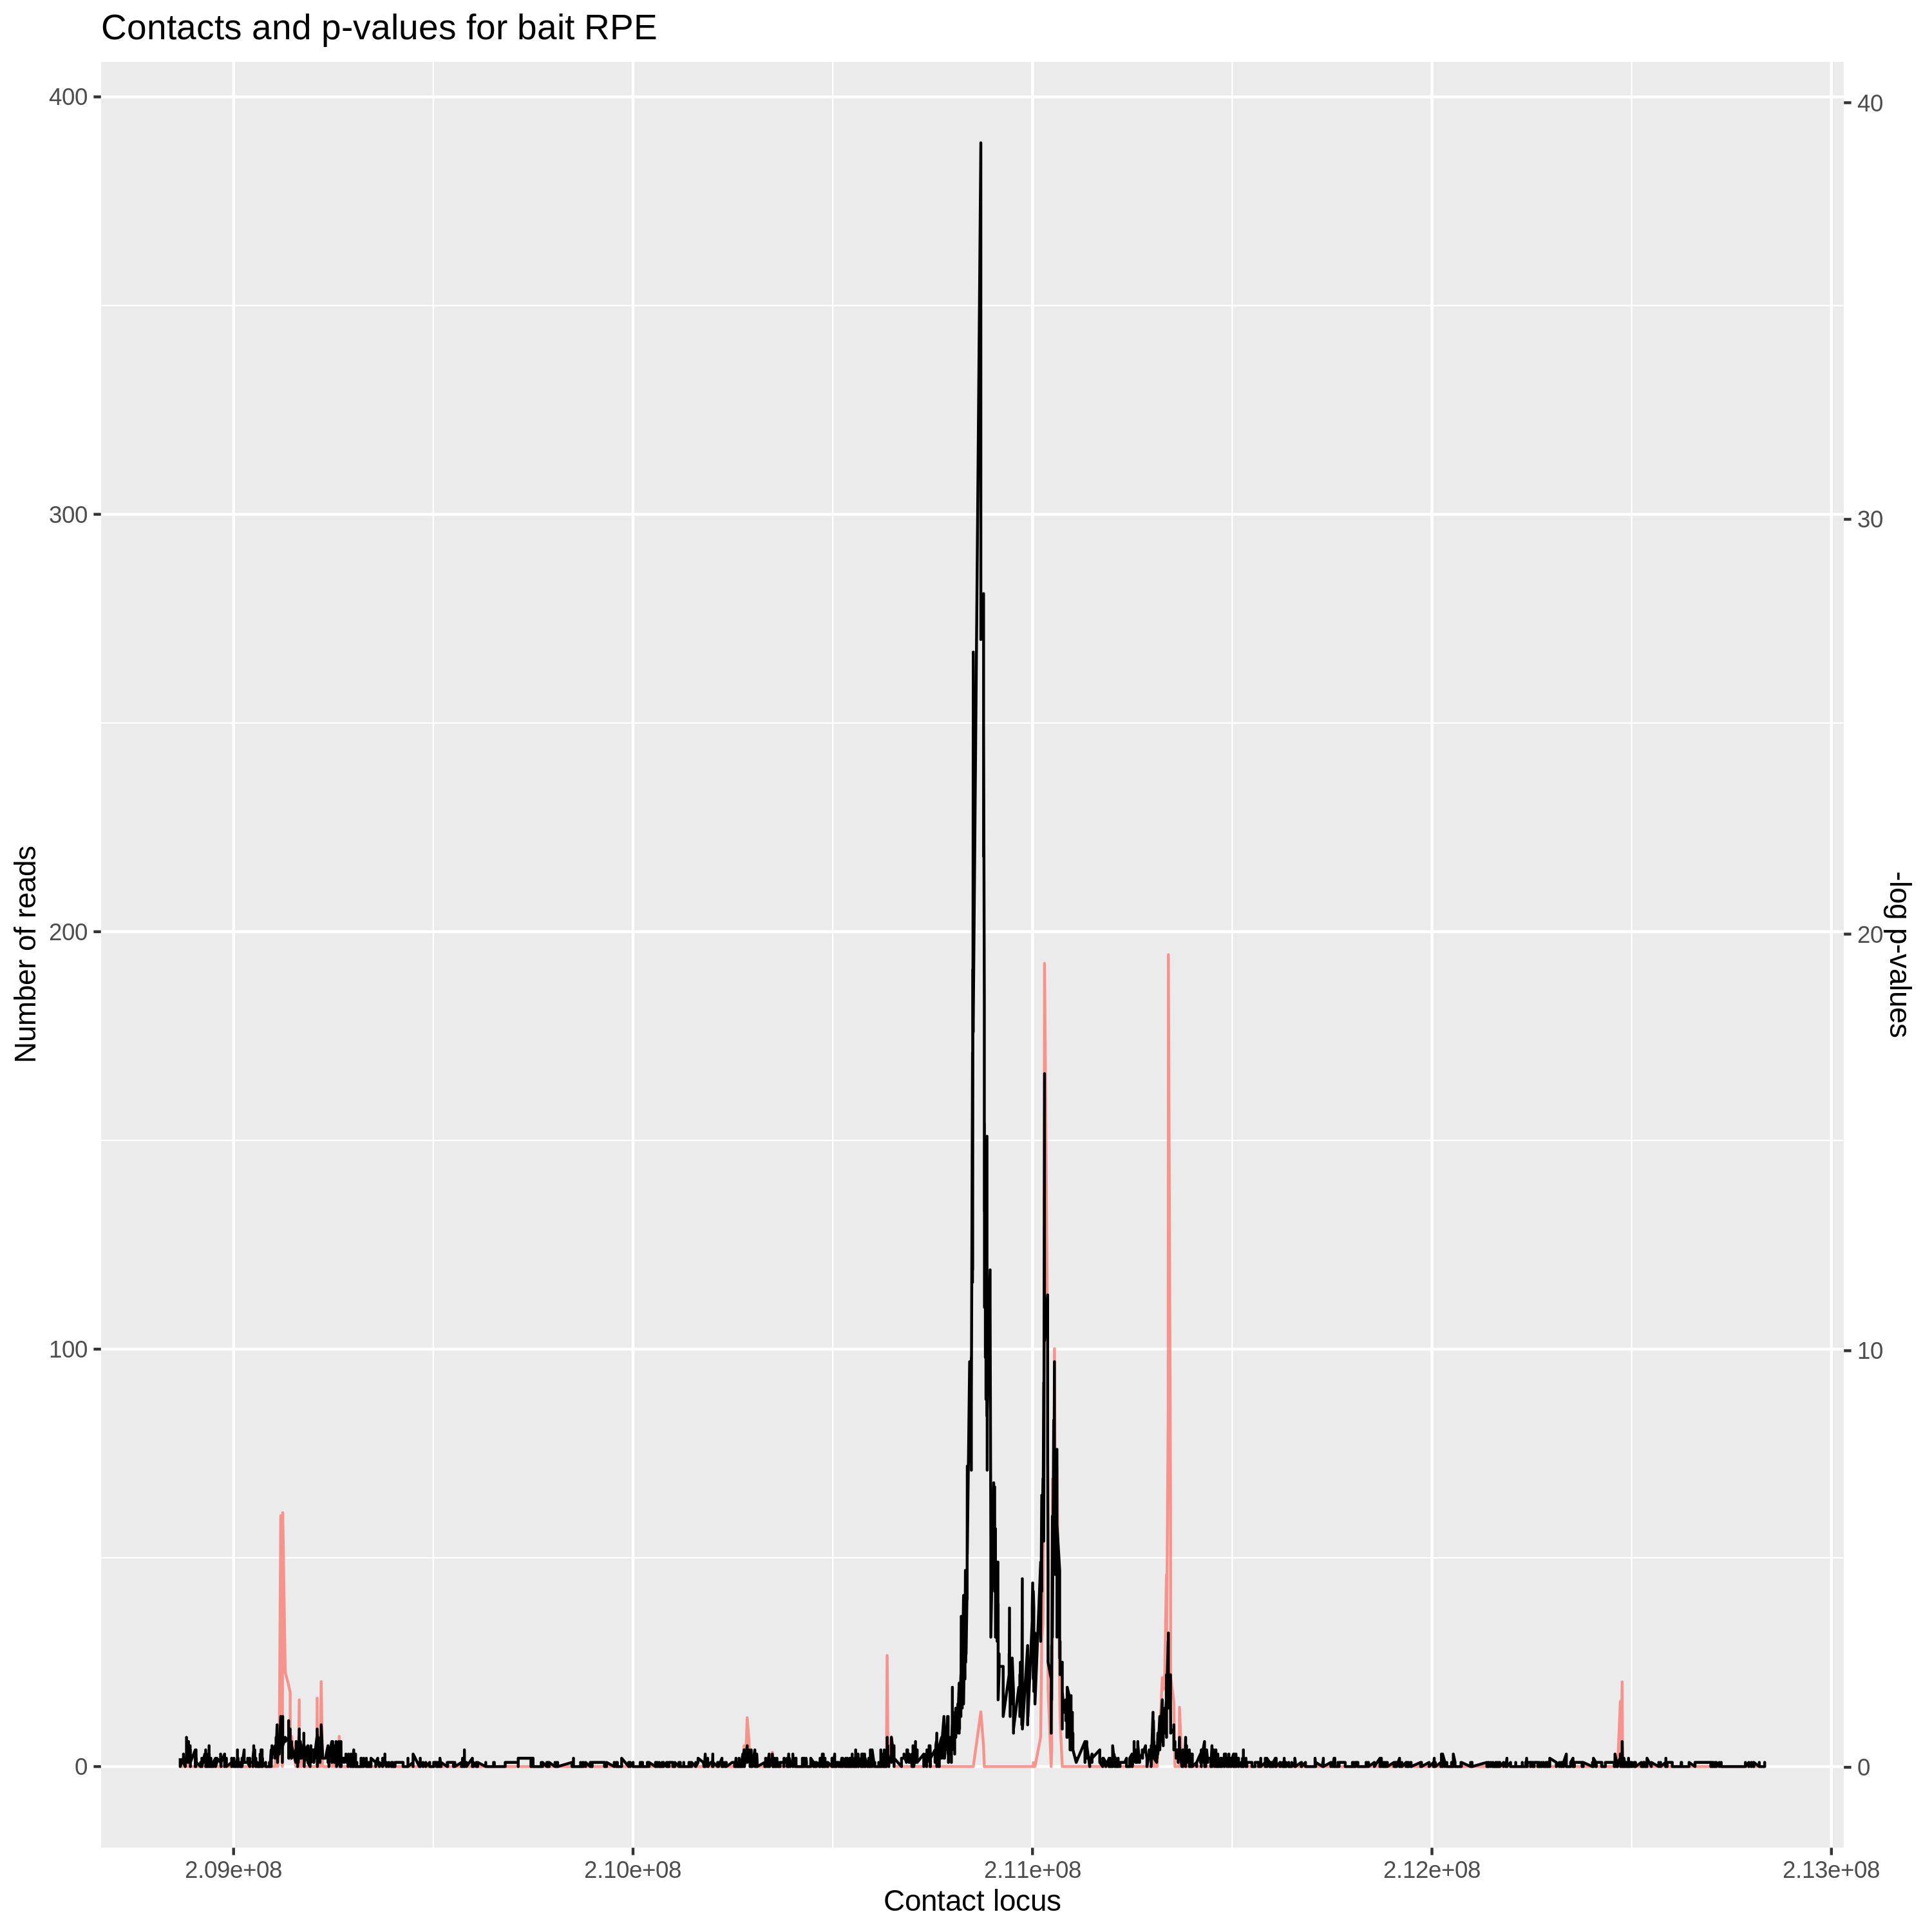 Contacts and p-values for bait RPE
400
300
200
100
0
Number of reads
40
30
20
10
0
-log p-values
2.09e+08
2.10e+08
2.11e+08
2.12e+08
2.13e+08
Contact locus